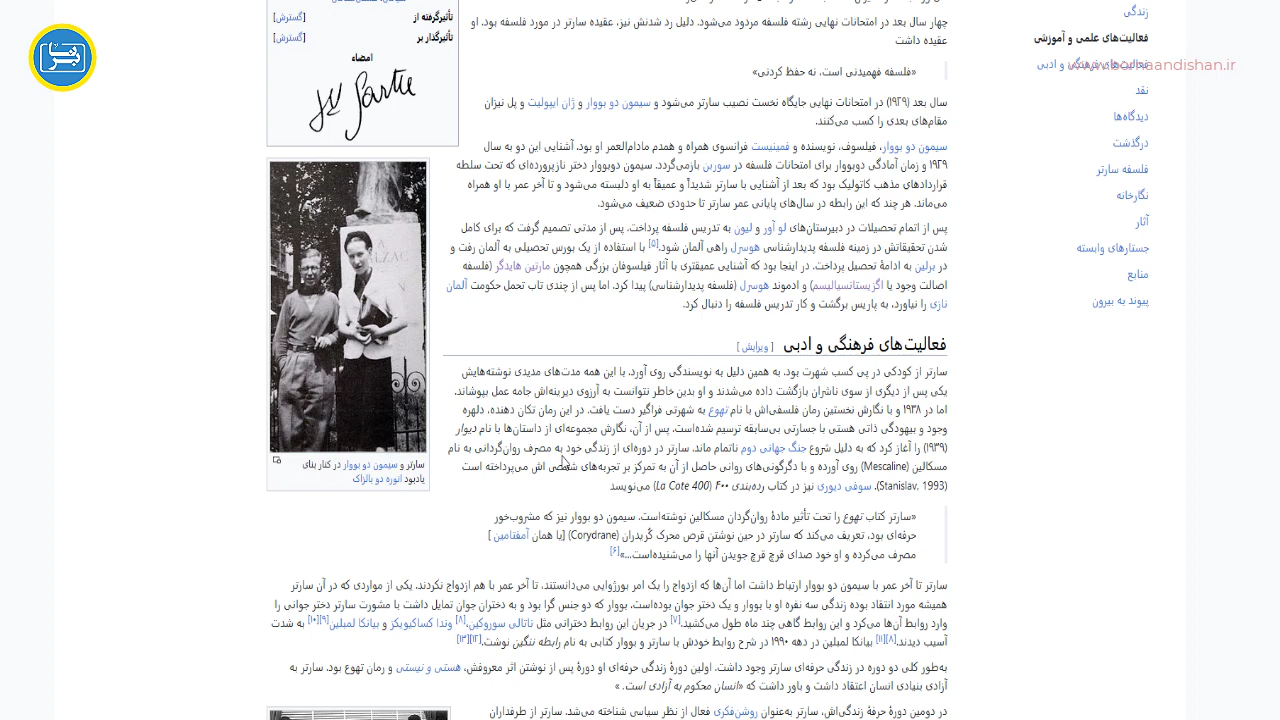 زندگی
فعالیت‌های علمی و آموزشی
فعالیت‌های فرهنگی و ادبی
www.bornaandishan.ir
نقد
دیدگاه‌ها
درگذشت
فلسفه سارتر
نگارخانه
آثار
جستارهای وابسته
منابع
پیوند به بیرون
برنا
تأثیرگرفته از [گسترش]
تأثیرگذار بر [گسترش]
امضاء
چهار سال بعد در امتحانات نهایی رشته فلسفه مردود می‌شود. دلیل رد شدنش نیز، عقیده سارتر در مورد فلسفه بود. او
عقیده داشت
«فلسفه فهمیدنی است، نه حفظ کردنی»
سال بعد (۱۹۲۹) در امتحانات نهایی جایگاه نخست نصیب سارتر می‌شود و سیمون دو بووار و ژان ایپولیت و پل نیزان
مقام‌های بعدی را کسب می‌کنند.
سیمون دو بووار، فیلسوف، نویسنده و فمینیست فرانسوی همراه و همدم مادام‌العمر او بود. آشنایی این دو به سال
۱۹۲۹ و زمان آمادگی دوبووار برای امتحانات فلسفه در سوربن بازمی‌گردد. سیمون دوبووار دختر نازپرورده‌ای که تحت سلطه
قراردادهای مذهب کاتولیک بود که بعد از آشنایی با سارتر شدیداً و عمیقاً به او دلبسته می‌شود و تا آخر عمر با او همراه
می‌ماند. هر چند که این رابطه در سال‌های پایانی عمر سارتر تا حدودی ضعیف می‌شود.
پس از اتمام تحصیلات در دبیرستان‌های لو آور و لیون به تدریس فلسفه پرداخت. پس از مدتی تصمیم گرفت که برای کامل
شدن تحقیقاتش در زمینه فلسفه پدیدارشناسی هوسرل راهی آلمان شود.[۵] با استفاده از یک بورس تحصیلی به آلمان رفت و
در برلین به ادامهٔ تحصیل پرداخت. در اینجا بود که آشنایی عمیقتری با آثار فیلسوفان بزرگی همچون مارتین هایدگر (فلسفه
اصالت وجود یا اگزیستانسیالیسم) و ادموند هوسرل (فلسفه پدیدارشناسی) پیدا کرد. اما پس از چندی تاب تحمل حکومت آلمان
نازی را نیاورد، به پاریس برگشت و کار تدریس فلسفه را دنبال کرد.
فعالیت‌های فرهنگی و ادبی [ ویرایش ]
سارتر از کودکی در پی کسب شهرت بود، به همین دلیل به نویسندگی روی آورد. با این همه مدت‌های مدیدی نوشته‌هایش
یکی پس از دیگری از سوی ناشران بازگشت داده می‌شدند و او بدین خاطر نتوانست به آرزوی دیرینه‌اش جامه عمل بپوشاند.
اما در ۱۹۳۸ و با نگارش نخستین رمان فلسفی‌اش با نام تهوع به شهرتی فراگیر دست یافت. در این رمان تکان دهنده، دلهره
وجود و بیهودگی ذاتی هستی با جسارتی بی‌سابقه ترسیم شده‌است. پس از آن، نگارش مجموعه‌ای از داستان‌ها با نام دیوار
(۱۹۳۹) را آغاز کرد که به دلیل شروع جنگ جهانی دوم ناتمام ماند. سارتر در دوره‌ای از زندگی خود به مصرف روان‌گردانی به نام
مسکالین (Mescaline) روی آورده و با دگرگونی‌های روانی حاصل از آن به تمرکز بر تجربه‌های شخصی اش می‌پرداخته است
(Stanislav, 1993). سوفی دیوری نیز در کتاب رده‌بندی ۴۰۰ (La Cote 400) می‌نویسد
«سارتر کتاب تهوع را تحت تأثیر مادهٔ روان‌گردان مسکالین نوشته‌است. سیمون دو بووار نیز که مشروب‌خور
حرفه‌ای بود، تعریف می‌کند که سارتر در حین نوشتن قرص محرک کُریدران (Corydrane) [یا همان آمفتامین ]
مصرف می‌کرده و او خود صدای قرچ قرچ جویدن آنها را می‌شنیده‌است...»[۶]
سارتر و سیمون دو بووار در کنار بنای
یادبود انوره دو بالزاک
سارتر تا آخر عمر با سیمون دو بووار ارتباط داشت اما آن‌ها که ازدواج را یک امر بورژوایی می‌دانستند، تا آخر عمر با هم ازدواج نکردند. یکی از مواردی که در آن سارتر
همیشه مورد انتقاد بوده زندگی سه نفره او با بووار و یک دختر جوان بوده‌است. بووار که دو جنس گرا بود و به دختران جوان تمایل داشت با مشورت سارتر دختر جوانی را
وارد روابط آن‌ها می‌کرد و این روابط گاهی چند ماه طول می‌کشید.[۷] در جریان این روابط دخترانی مثل ناتالی سوروکین،[۸] وندا کساکیویکز و بیانکا لمبلین[۹][۱۰] به شدت
آسیب دیدند.[۸][۱۱] بیانکا لمبلین در دهه ۱۹۹۰ در شرح روابط خودش با سارتر و بووار کتابی به نام رابطه ننگین نوشت.[۱۲][۱۳]
به‌طور کلی دو دوره در زندگی حرفه‌ای سارتر وجود داشت. اولین دورهٔ زندگی حرفه‌ای او دورهٔ پس از نوشتن اثر معروفش، هستی و نیستی و رمان تهوع بود. سارتر به
آزادی بنیادی انسان اعتقاد داشت و باور داشت که «انسان محکوم به آزادی است. »
در دومین دورهٔ حرفهٔ زندگی‌اش، سارتر به‌عنوان روشن‌فکری فعال از نظر سیاسی شناخته می‌شد. سارتر از طرفداران